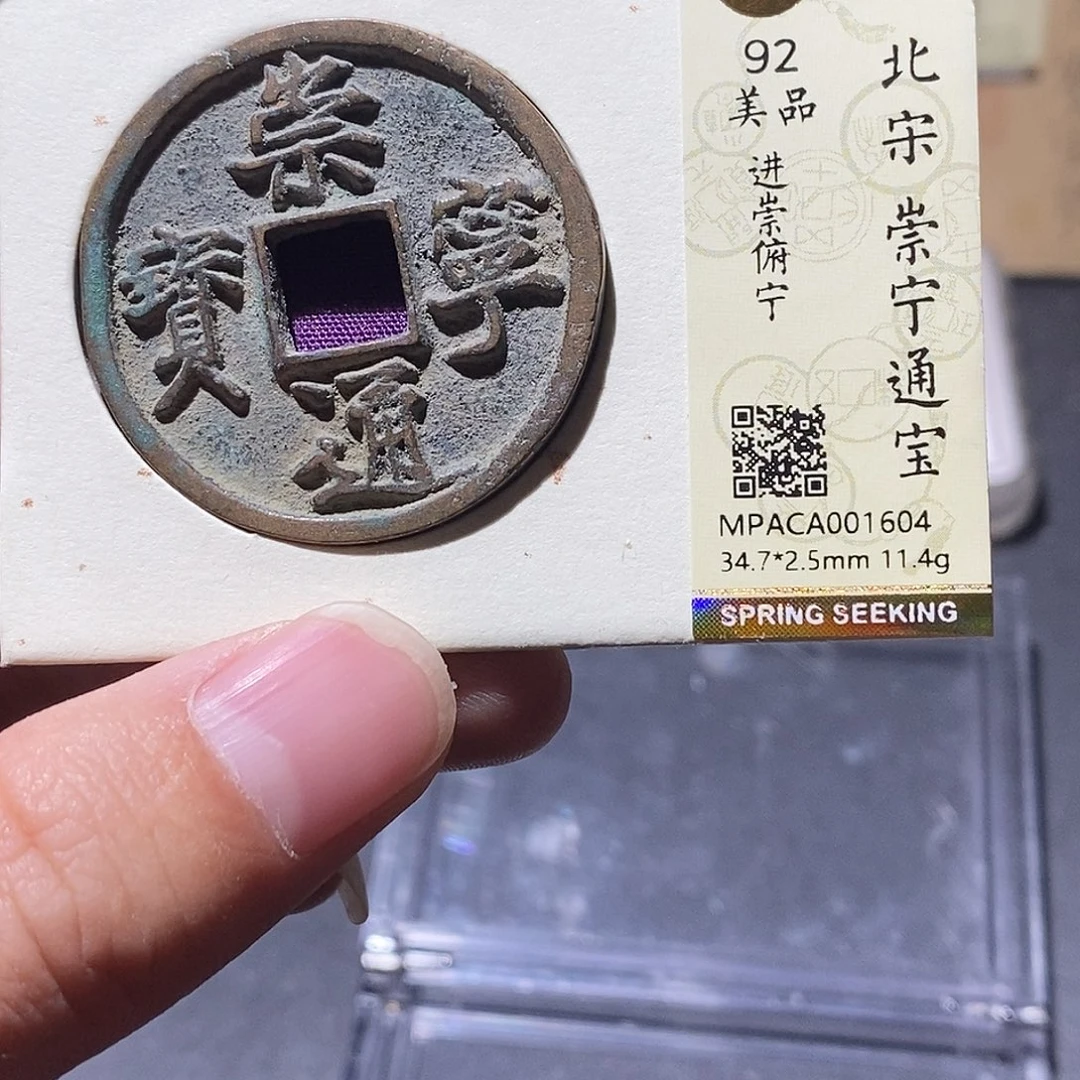 崇寧通寳
北宋崇宁通宝
92
美品
进崇俯宁
MPACA001604
34.7*2.5mm 11.4g
SPRING SEEKING